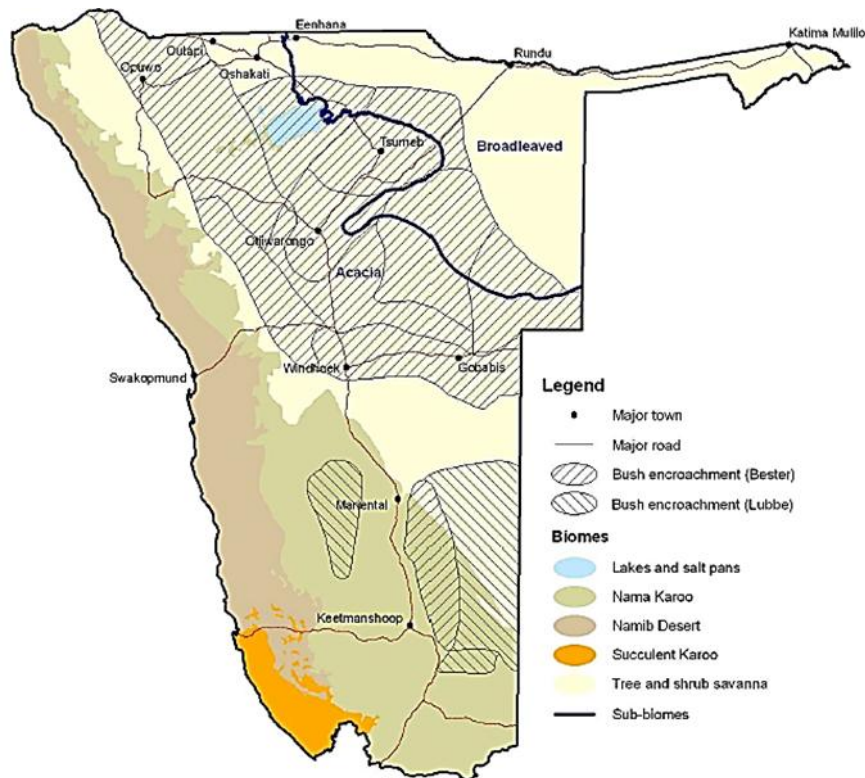 Eenhana
Katima Mulilo
Outapi
Rundu
Oshakati
Opuwo
Tsumeb
Broadleaved
Otjiwarongo
Acacia
Swakopmund
Windhoek
Gobabis
Legend
Major town
Major road
Bush encroachment (Bester)
Mariental
Bush encroachment (Lubbe)
Biomes
Lakes and salt pans
Nama Karoo
Keetmanshoop
Namib Desert
Succulent Karoo
Tree and shrub savanna
Sub-biomes